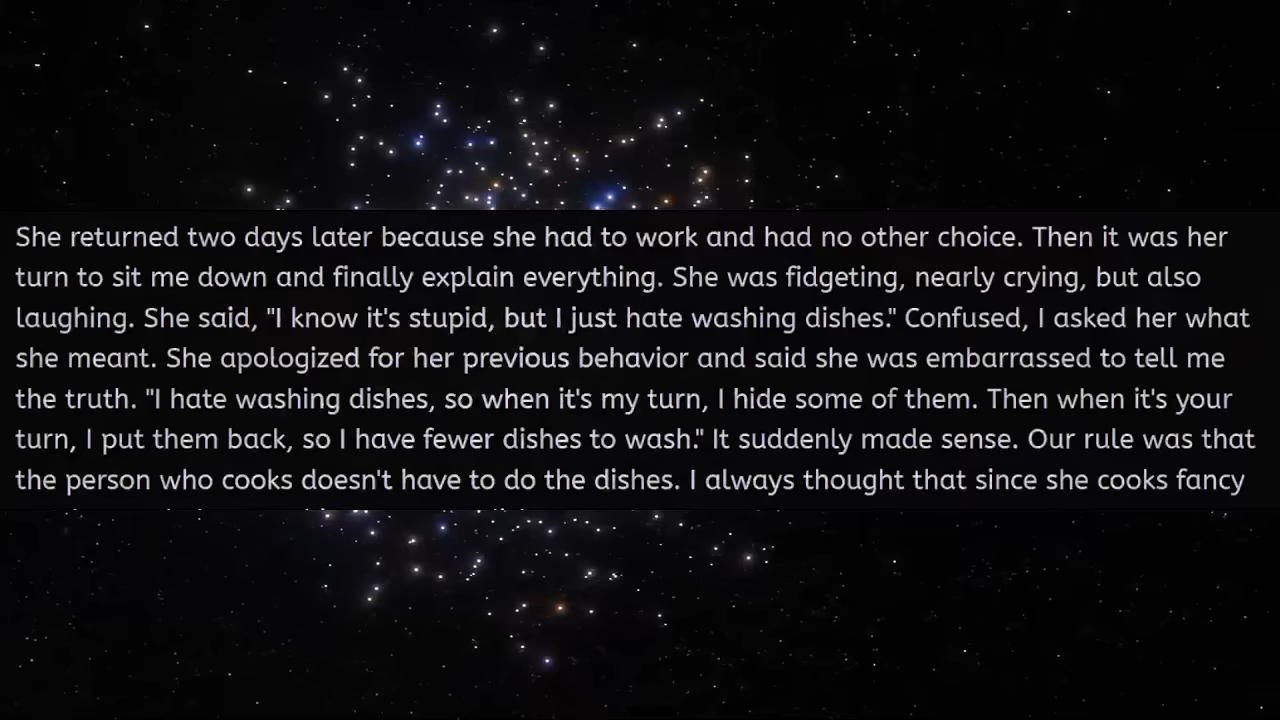 She returned two days later because she had to work and had no other choice. Then it was her
turn to sit me down and finally explain everything. She was fidgeting, nearly crying, but also
laughing. She said, "I know it's stupid, but I just hate washing dishes." Confused, I asked her what
she meant. She apologized for her previous behavior and said she was embarrassed to tell me
the truth. "I hate washing dishes, so when it's my turn, I hide some of them. Then when it's your
turn, I put them back, so I have fewer dishes to wash." It suddenly made sense. Our rule was that
the person who cooks doesn't have to do the dishes. I always thought that since she cooks fancy